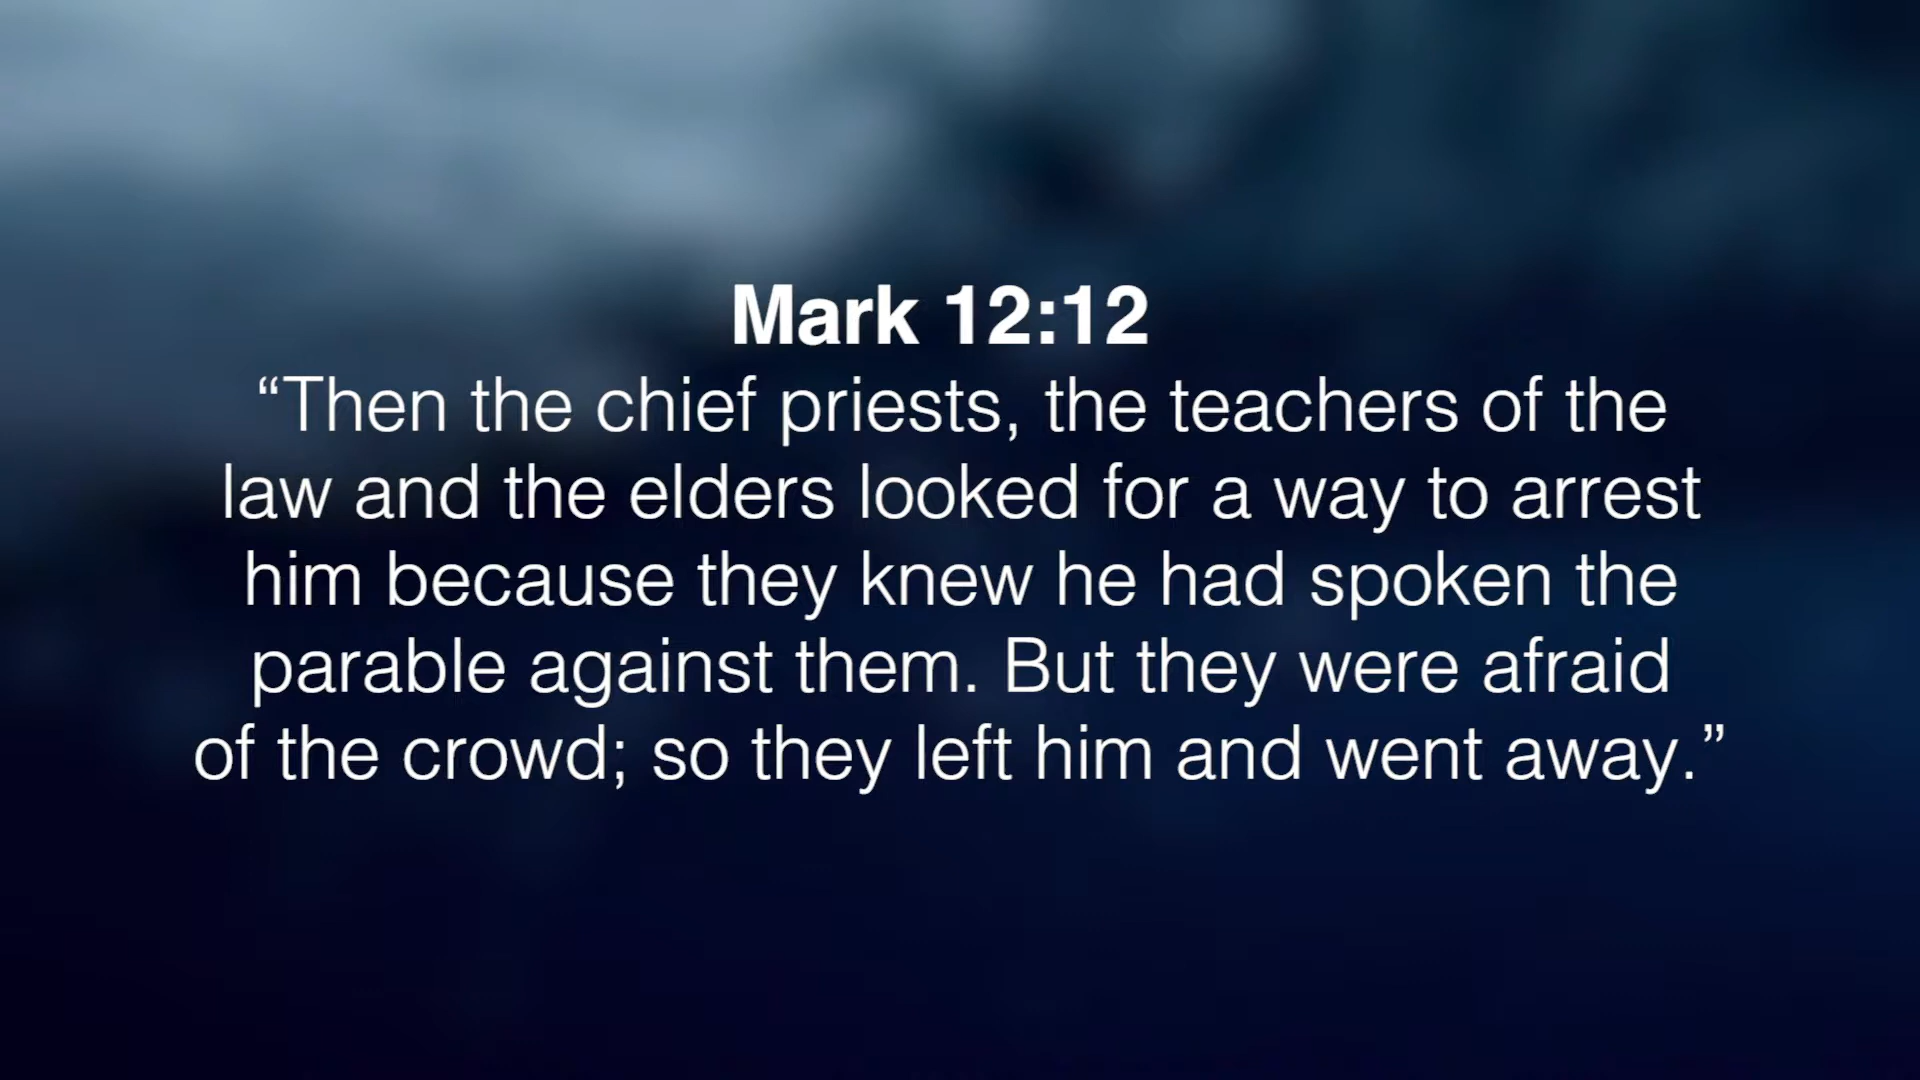 Mark 12:12
“Then the chief priests, the teachers of the
law and the elders looked for a way to arrest
him because they knew he had spoken the
parable against them. But they were afraid
of the crowd; so they left him and went away.”